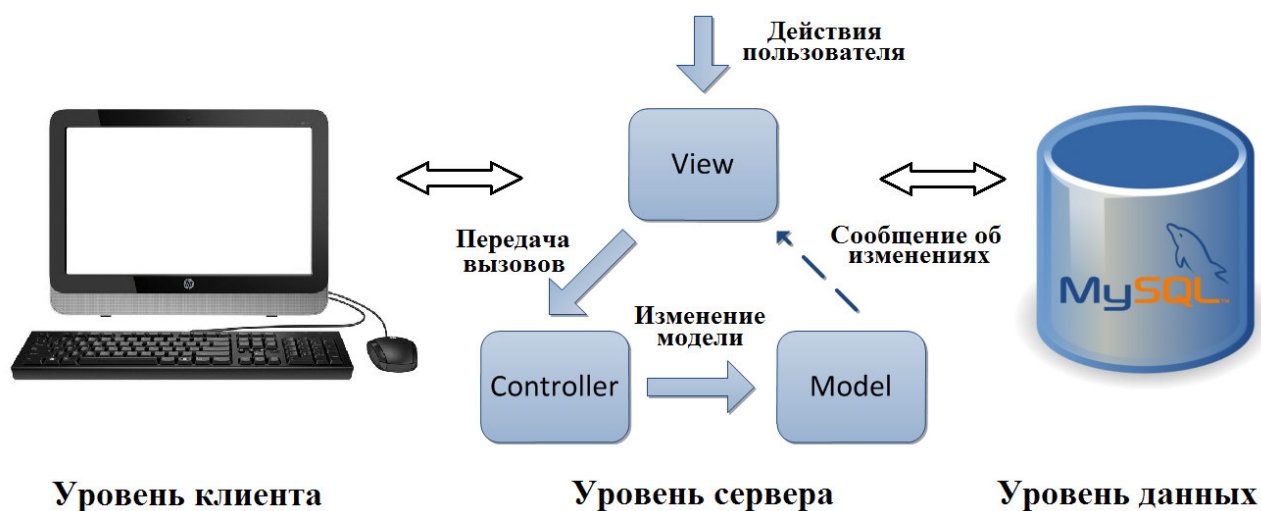 Действия
пользователя
View
Передача
вызовов
Сообщение об
изменениях
MySQL
Изменение
модели
hp
Controller
Model
Уровень клиента
Уровень сервера
Уровень данных